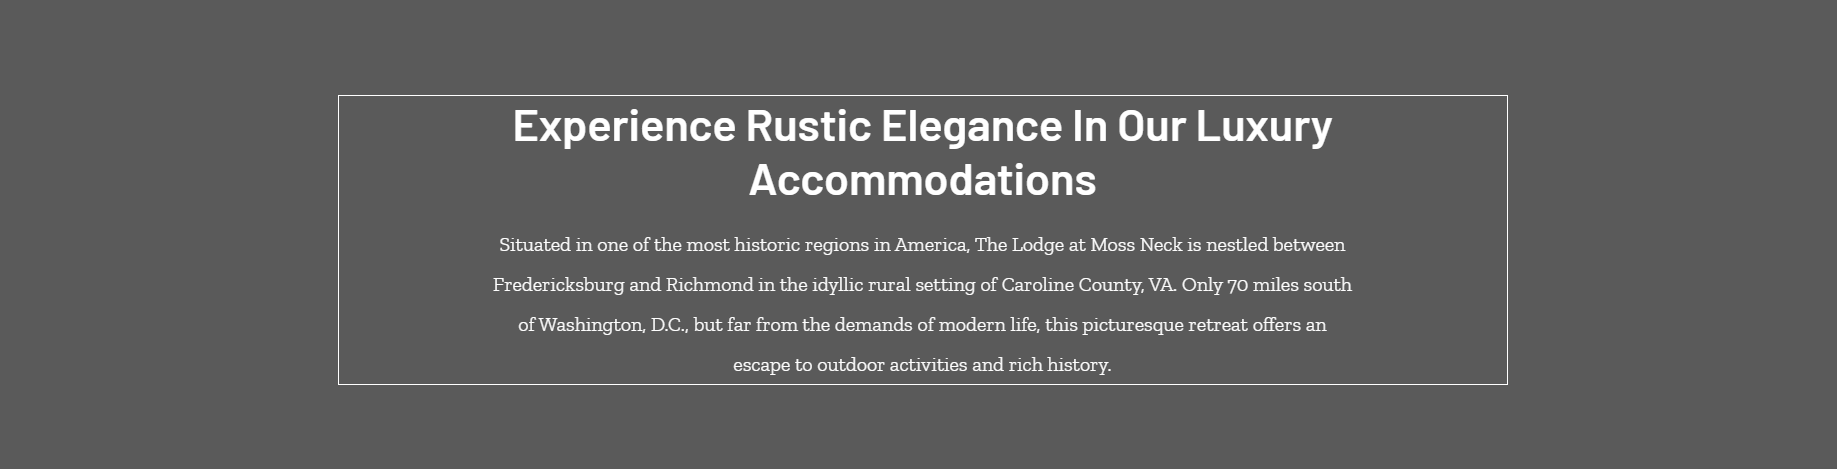 Experience Rustic Elegance In Our Luxury
Accommodations
Situated in one of the most historic regions in America, The Lodge at Moss Neck is nestled between
Fredericksburg and Richmond in the idyllic rural setting of Caroline County, VA. Only 70 miles south
of Washington, D.C., but far from the demands of modern life, this picturesque retreat offers an
escape to outdoor activities and rich history.